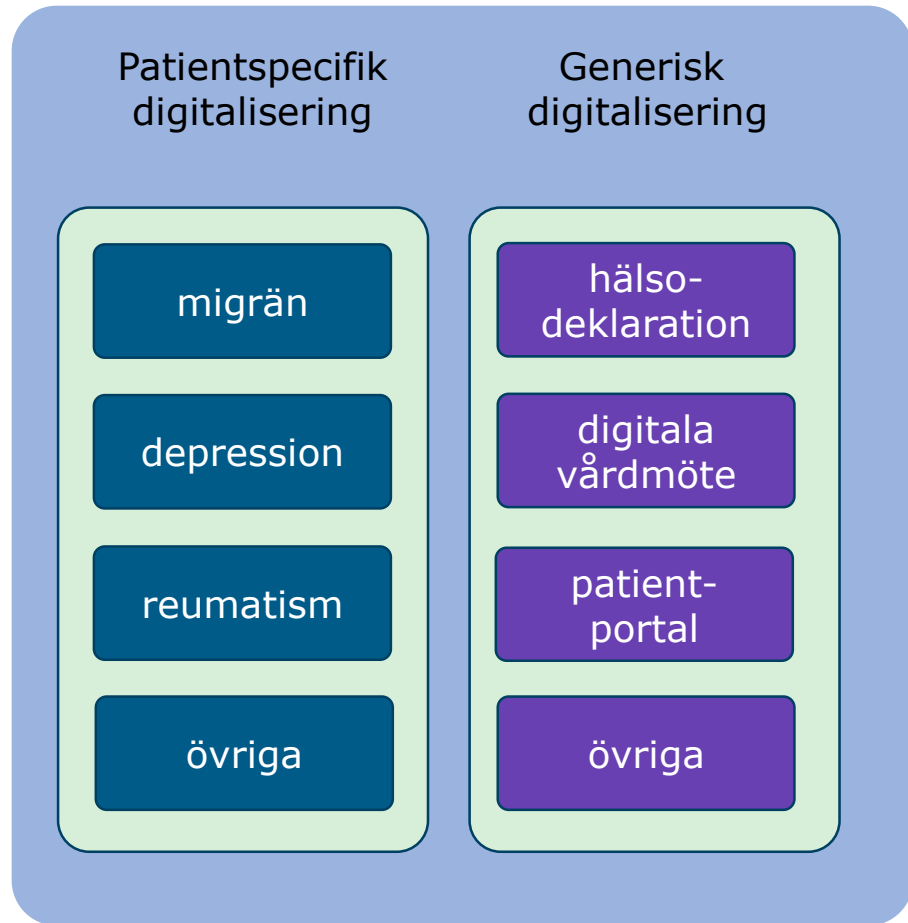 Patientspecifik
digitalisering
migrän
depression
reumatism
övriga
Generisk
digitalisering
hälso-
deklaration
digitala
vårdmöte
patient-
portal
övriga